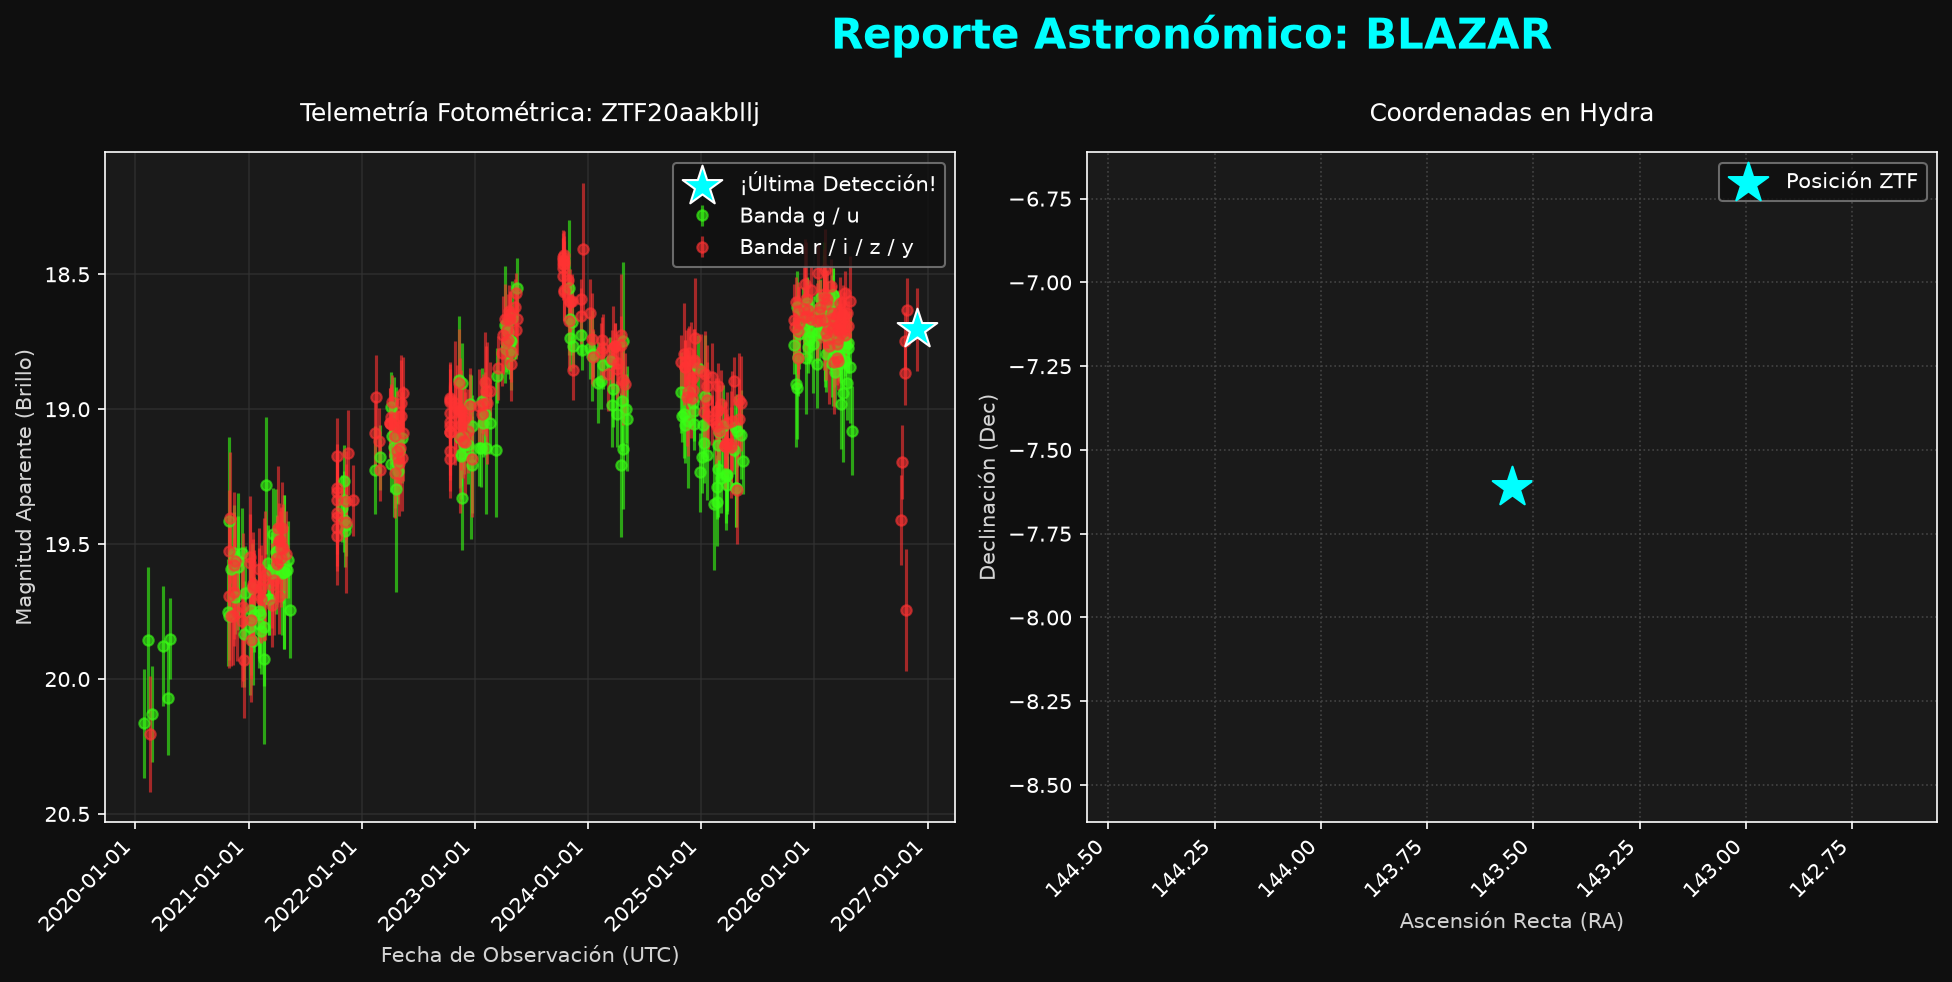 Reporte Astronómico: BLAZAR
Telemetría Fotométrica: ZTF20aakbllj
¡Última Detección!
Banda g / u
Banda r / i / z / y
Magnitud Aparente (Brillo)
18.5
19.0
19.5
20.0
20.5
2020-01-01
2021-01-01
2022-01-01
2023-01-01
2024-01-01
2025-01-01
2026-01-01
2027-01-01
Fecha de Observación (UTC)
Coordenadas en Hydra
Posición ZTF
Declinación (Dec)
−6.75
−7.00
−7.25
−7.50
−7.75
−8.00
−8.25
−8.50
144.50
144.25
144.00
143.75
143.50
143.25
143.00
142.75
Ascensión Recta (RA)